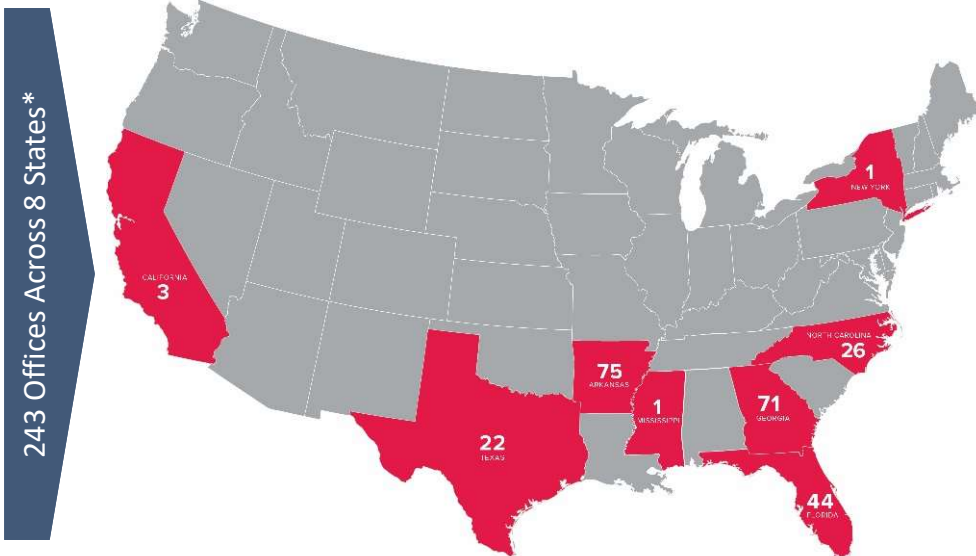 243 Offices Across 8 States*
1
NEW YORK
CALIFORNIA
3
NORTH CAROLINA
26
75
ARKANSAS
1
MISSISSIPPI
71
GEORGIA
22
TEXAS
44
FLORIDA